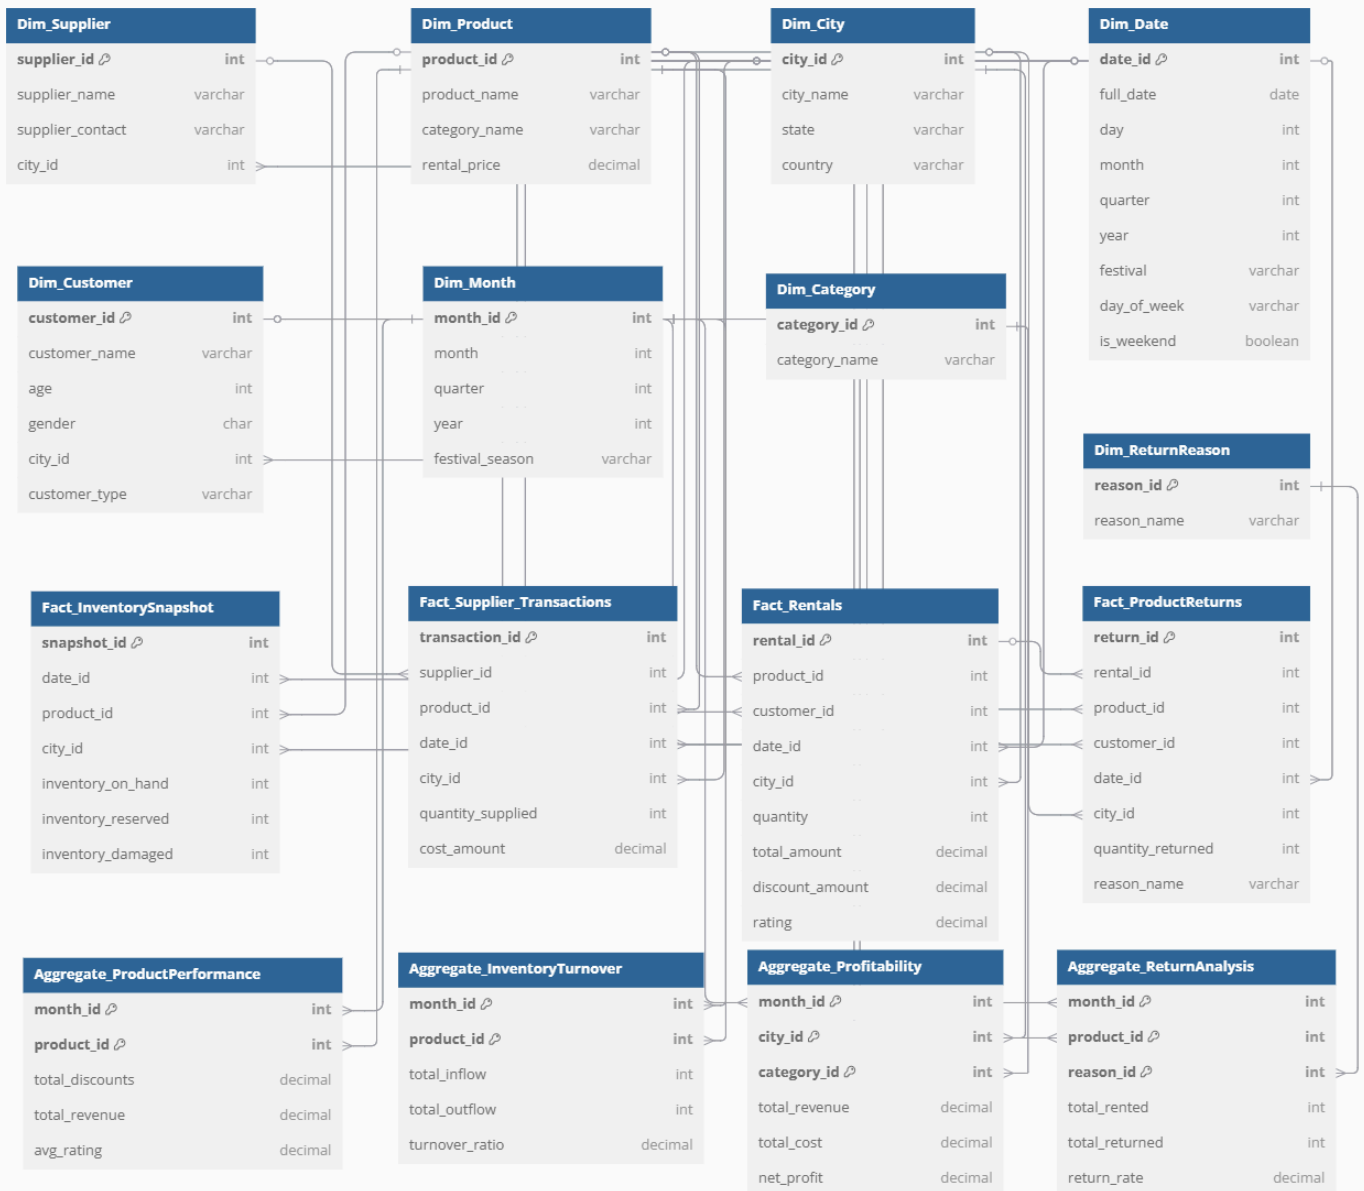 Dim_Supplier
supplier_id int
supplier_name varchar
supplier_contact varchar
city_id int
Dim_Product
product_id int
product_name varchar
category_name varchar
rental_price decimal
Dim_City
city_id int
city_name varchar
state varchar
country varchar
Dim_Date
date_id int
full_date date
day int
month int
quarter int
year int
festival varchar
day_of_week varchar
is_weekend boolean
Dim_Customer
customer_id int
customer_name varchar
age int
gender char
city_id int
customer_type varchar
Dim_Month
month_id int
month int
quarter int
year int
festival_season varchar
Dim_Category
category_id int
category_name varchar
Dim_ReturnReason
reason_id int
reason_name varchar
Fact_InventorySnapshot
snapshot_id int
date_id int
product_id int
city_id int
inventory_on_hand int
inventory_reserved int
inventory_damaged int
Fact_Supplier_Transactions
transaction_id int
supplier_id int
product_id int
date_id int
city_id int
quantity_supplied int
cost_amount decimal
Fact_Rentals
rental_id int
product_id int
customer_id int
date_id int
city_id int
quantity int
total_amount decimal
discount_amount decimal
rating decimal
Fact_ProductReturns
return_id int
rental_id int
product_id int
customer_id int
date_id int
city_id int
quantity_returned int
reason_name varchar
Aggregate_ProductPerformance
month_id int
product_id int
total_discounts decimal
total_revenue decimal
avg_rating decimal
Aggregate_InventoryTurnover
month_id int
product_id int
total_inflow int
total_outflow int
turnover_ratio decimal
Aggregate_Profitability
month_id int
city_id int
category_id int
total_revenue decimal
total_cost decimal
net_profit decimal
Aggregate_ReturnAnalysis
month_id int
product_id int
reason_id int
total_rented int
total_returned int
return_rate decimal